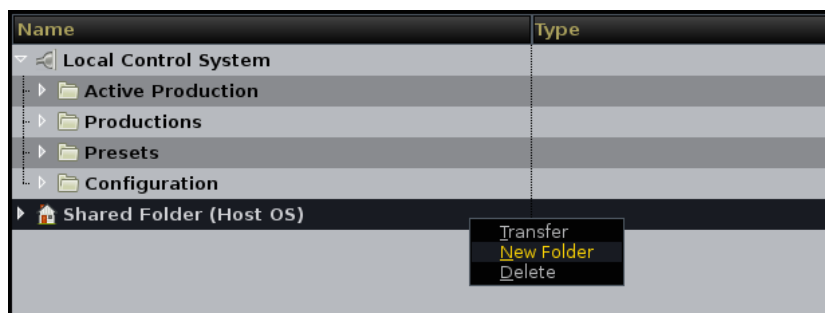 Name Type
Local Control System
Active Production
Productions
Presets
Configuration
Shared Folder (Host OS)
Transfer
New Folder
Delete